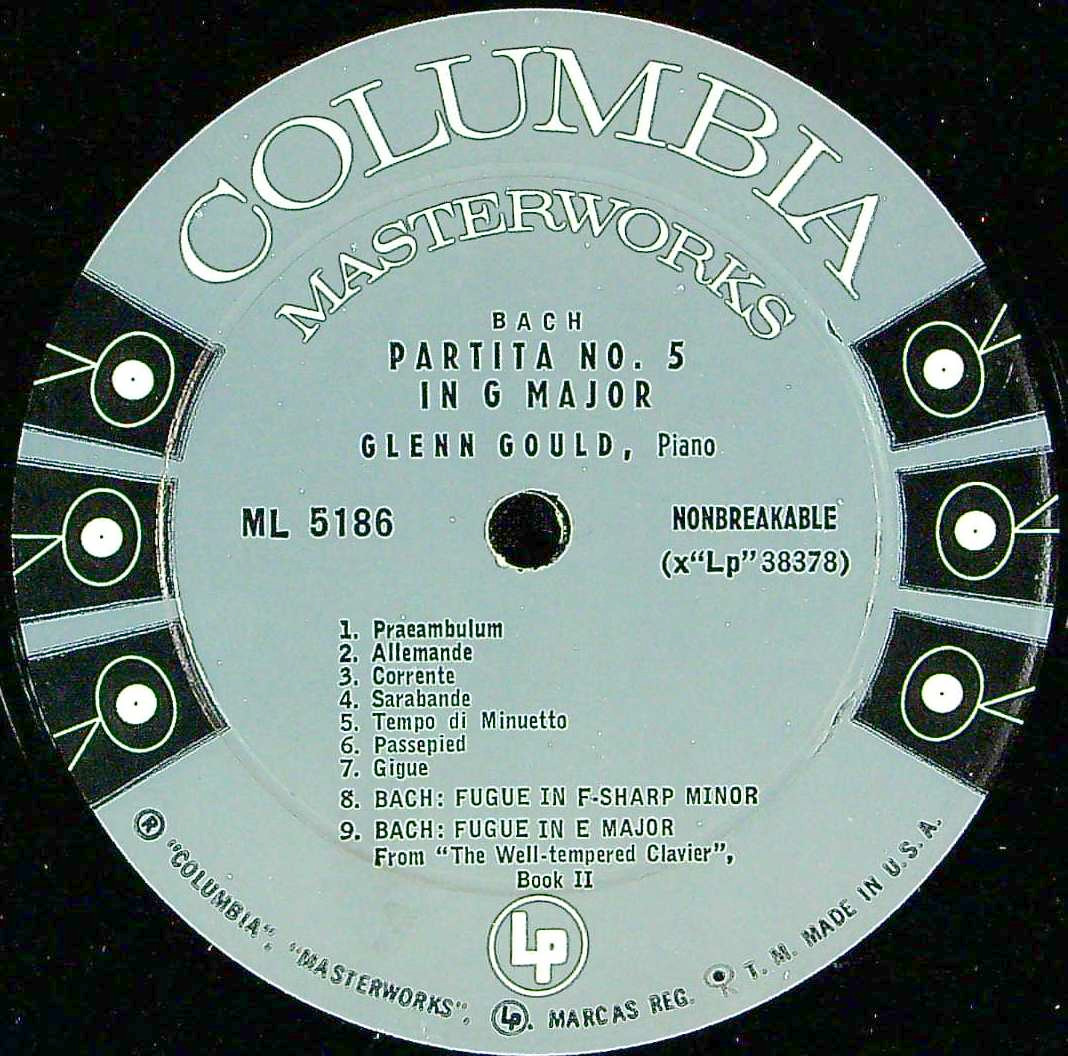 COLUMBIA
MASTERWORKS
BACH
PARTITA NO. 5
IN G MAJOR
GLENN GOULD, Piano
ML 5186
NONBREAKABLE
(x“Lp”38378)
1. Praeambulum
2. Allemande
3. Corrente
4. Sarabande
5. Tempo di Minuetto
6. Passepied
7. Gigue
8. BACH: FUGUE IN F-SHARP MINOR
9. BACH: FUGUE IN E MAJOR
From “The Well-tempered Clavier”,
Book II
Lp
® “COLUMBIA”, “MASTERWORKS”, Lp. MARCAS REG. T. M. MADE IN U. S. A.